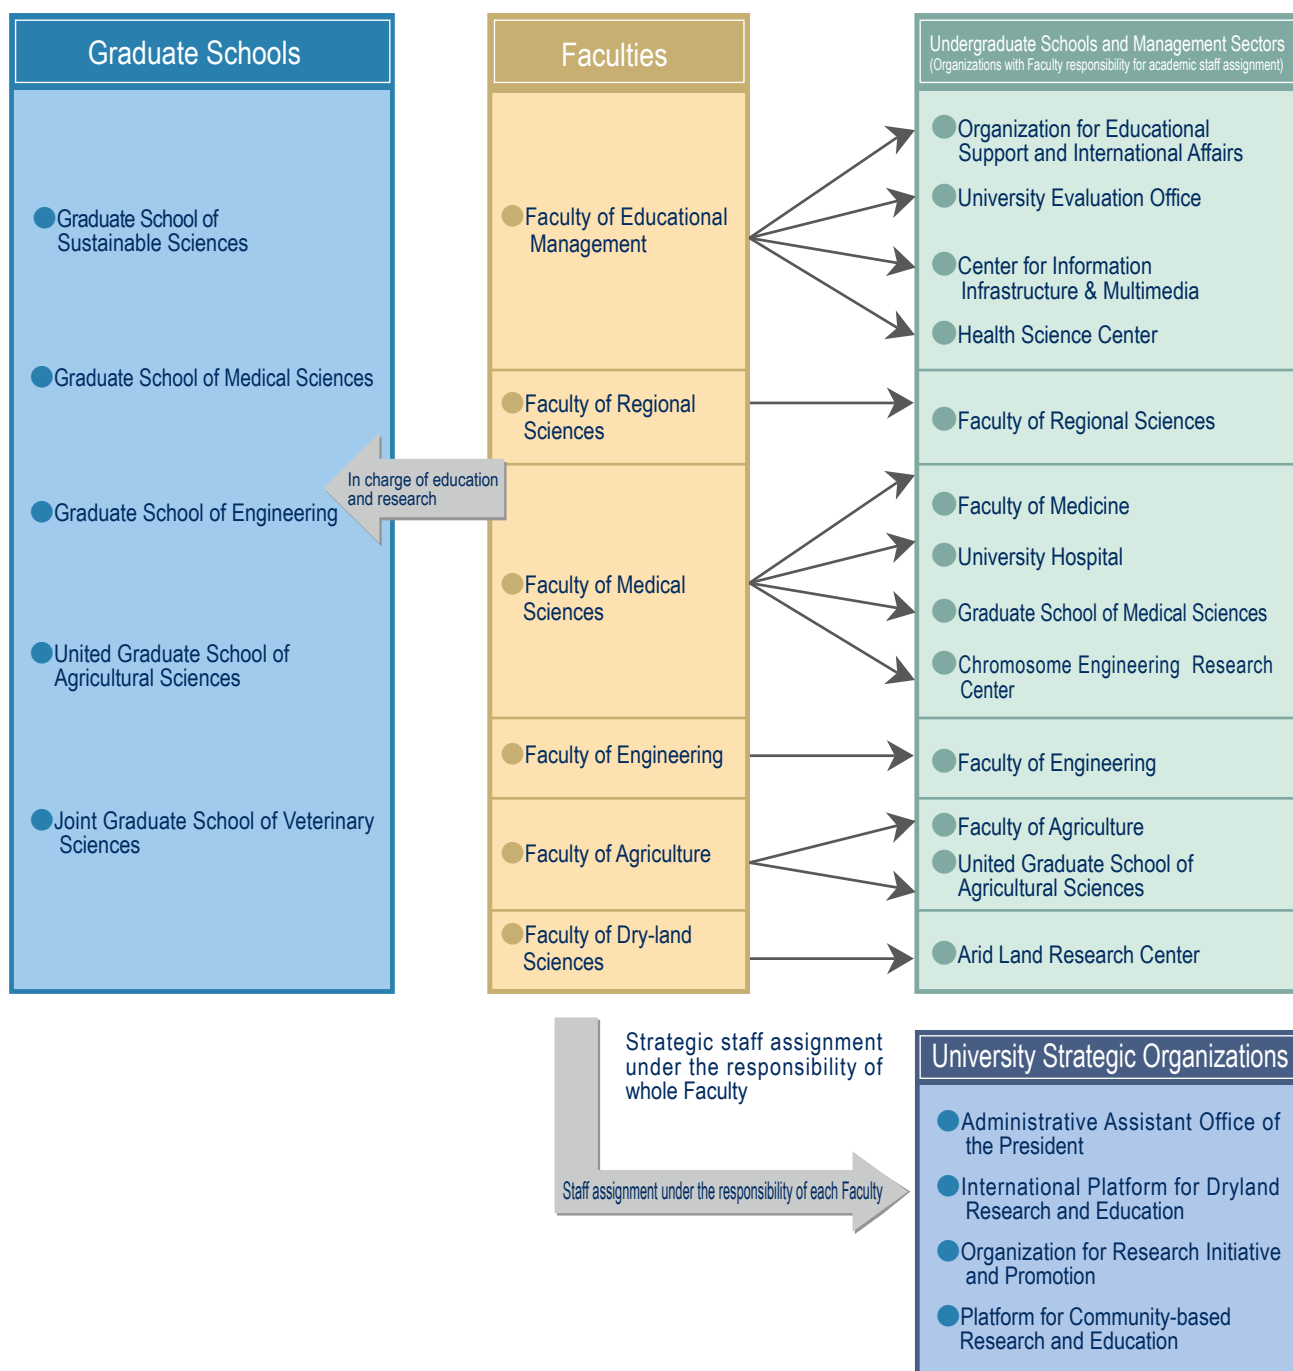 Graduate Schools
Graduate School of
Sustainable Sciences
Graduate School of Medical Sciences
Graduate School of Engineering
United Graduate School of
Agricultural Sciences
Joint Graduate School of Veterinary
Sciences
In charge of education
and research
Faculties
Faculty of Educational
Management
Faculty of Regional
Sciences
Faculty of Medical
Sciences
Faculty of Engineering
Faculty of Agriculture
Faculty of Dry-land
Sciences
Undergraduate Schools and Management Sectors
(Organizations with Faculty responsibility for academic staff assignment)
Organization for Educational
Support and International Affairs
University Evaluation Office
Center for Information
Infrastructure & Multimedia
Health Science Center
Faculty of Regional Sciences
Faculty of Medicine
University Hospital
Graduate School of Medical Sciences
Chromosome Engineering Research
Center
Faculty of Engineering
Faculty of Agriculture
United Graduate School of
Agricultural Sciences
Arid Land Research Center
Strategic staff assignment
under the responsibility of
whole Faculty
Staff assignment under the responsibility of each Faculty
University Strategic Organizations
Administrative Assistant Office of
the President
International Platform for Dryland
Research and Education
Organization for Research Initiative
and Promotion
Platform for Community-based
Research and Education